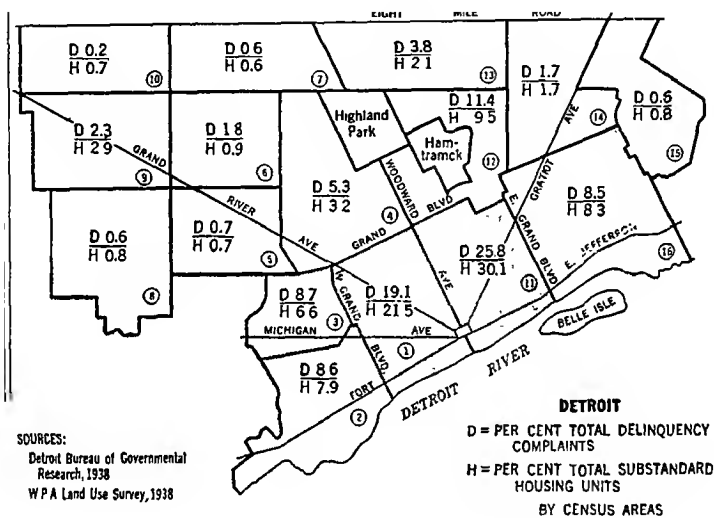 EIGHT MILE ROAD
D 0.2
H 0.7
10
D 0 6
H 0.6
7
D 3.8
H 2 1
13
D 1.7
H 1.7
14
D 0.6
H 0.8
15
D 2.3
H 2 9
9
D 1 8
H 0.9
6
Highland
Park
D 11.4
H 9 5
12
Ham-
tramck
D 5.3
H 3 2
4
D 8.5
H 8 3
16
D 0.6
H 0.8
8
D 0.7
H 0.7
5
D 25.8
H 30.1
11
D 8 7
H 6 6
3
D 19.1
H 21 5
1
D 8 6
H 7.9
2
GRAND RIVER AVE
WOODWARD AVE
GRAND BLVD
E. GRAND BLVD
GRATIOT AVE
E. JEFFERSON
W GRAND BLVD.
MICHIGAN AVE
FORT
BELLE ISLE
DETROIT RIVER
SOURCES:
Detroit Bureau of Governmental
Research, 1938
W P A Land Use Survey, 1938
DETROIT
D = PER CENT TOTAL DELINQUENCY
COMPLAINTS
H = PER CENT TOTAL SUBSTANDARD
HOUSING UNITS
BY CENSUS AREAS